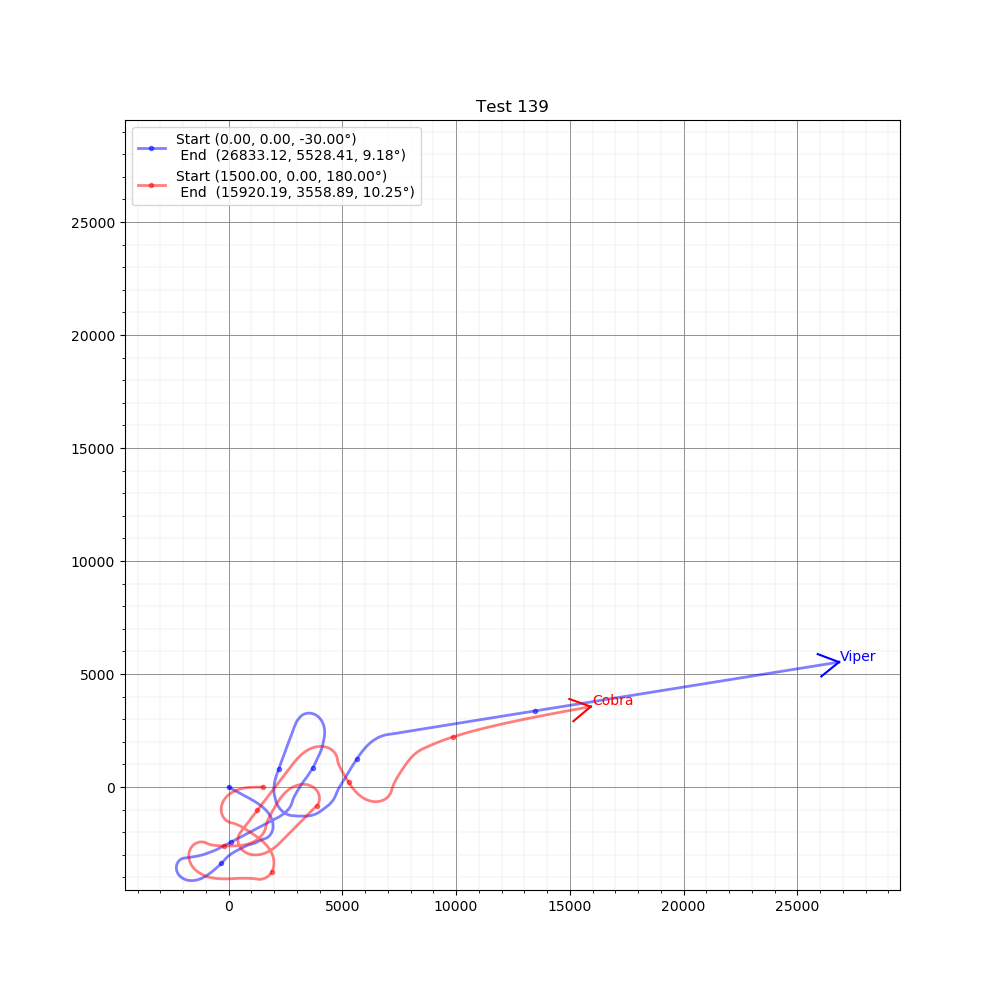 Test 139
Start (0.00, 0.00, -30.00°)
End (26833.12, 5528.41, 9.18°)
Start (1500.00, 0.00, 180.00°)
End (15920.19, 3558.89, 10.25°)
25000
20000
15000
10000
5000
0
Viper
Cobra
0
5000
10000
15000
20000
25000